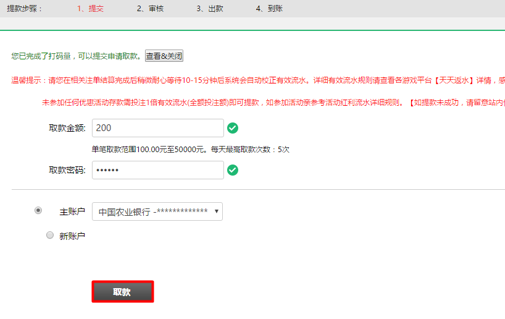 提款步骤： 1、提交 2、审核 3、出款 4、到账
您已完成了打码量，可以提交申请取款。 查看&关闭
温馨提示：请您在相关注单结算完成后稍微耐心等待10-15分钟后系统会自动校正有效流水。详细有效流水规则请查看各游戏平台【天天返水】详情，感
未参加任何优惠活动存款需投注1倍有效流水(全额投注额)即可提款，如参加活动亲参考活动红利流水详细规则。【如提款未成功，请留意站内
取款金额: 200
单笔取款范围100.00元至50000元。每天最高取款次数：5次
取款密码: ••••••
主账户 中国农业银行 -*************
新账户
取款